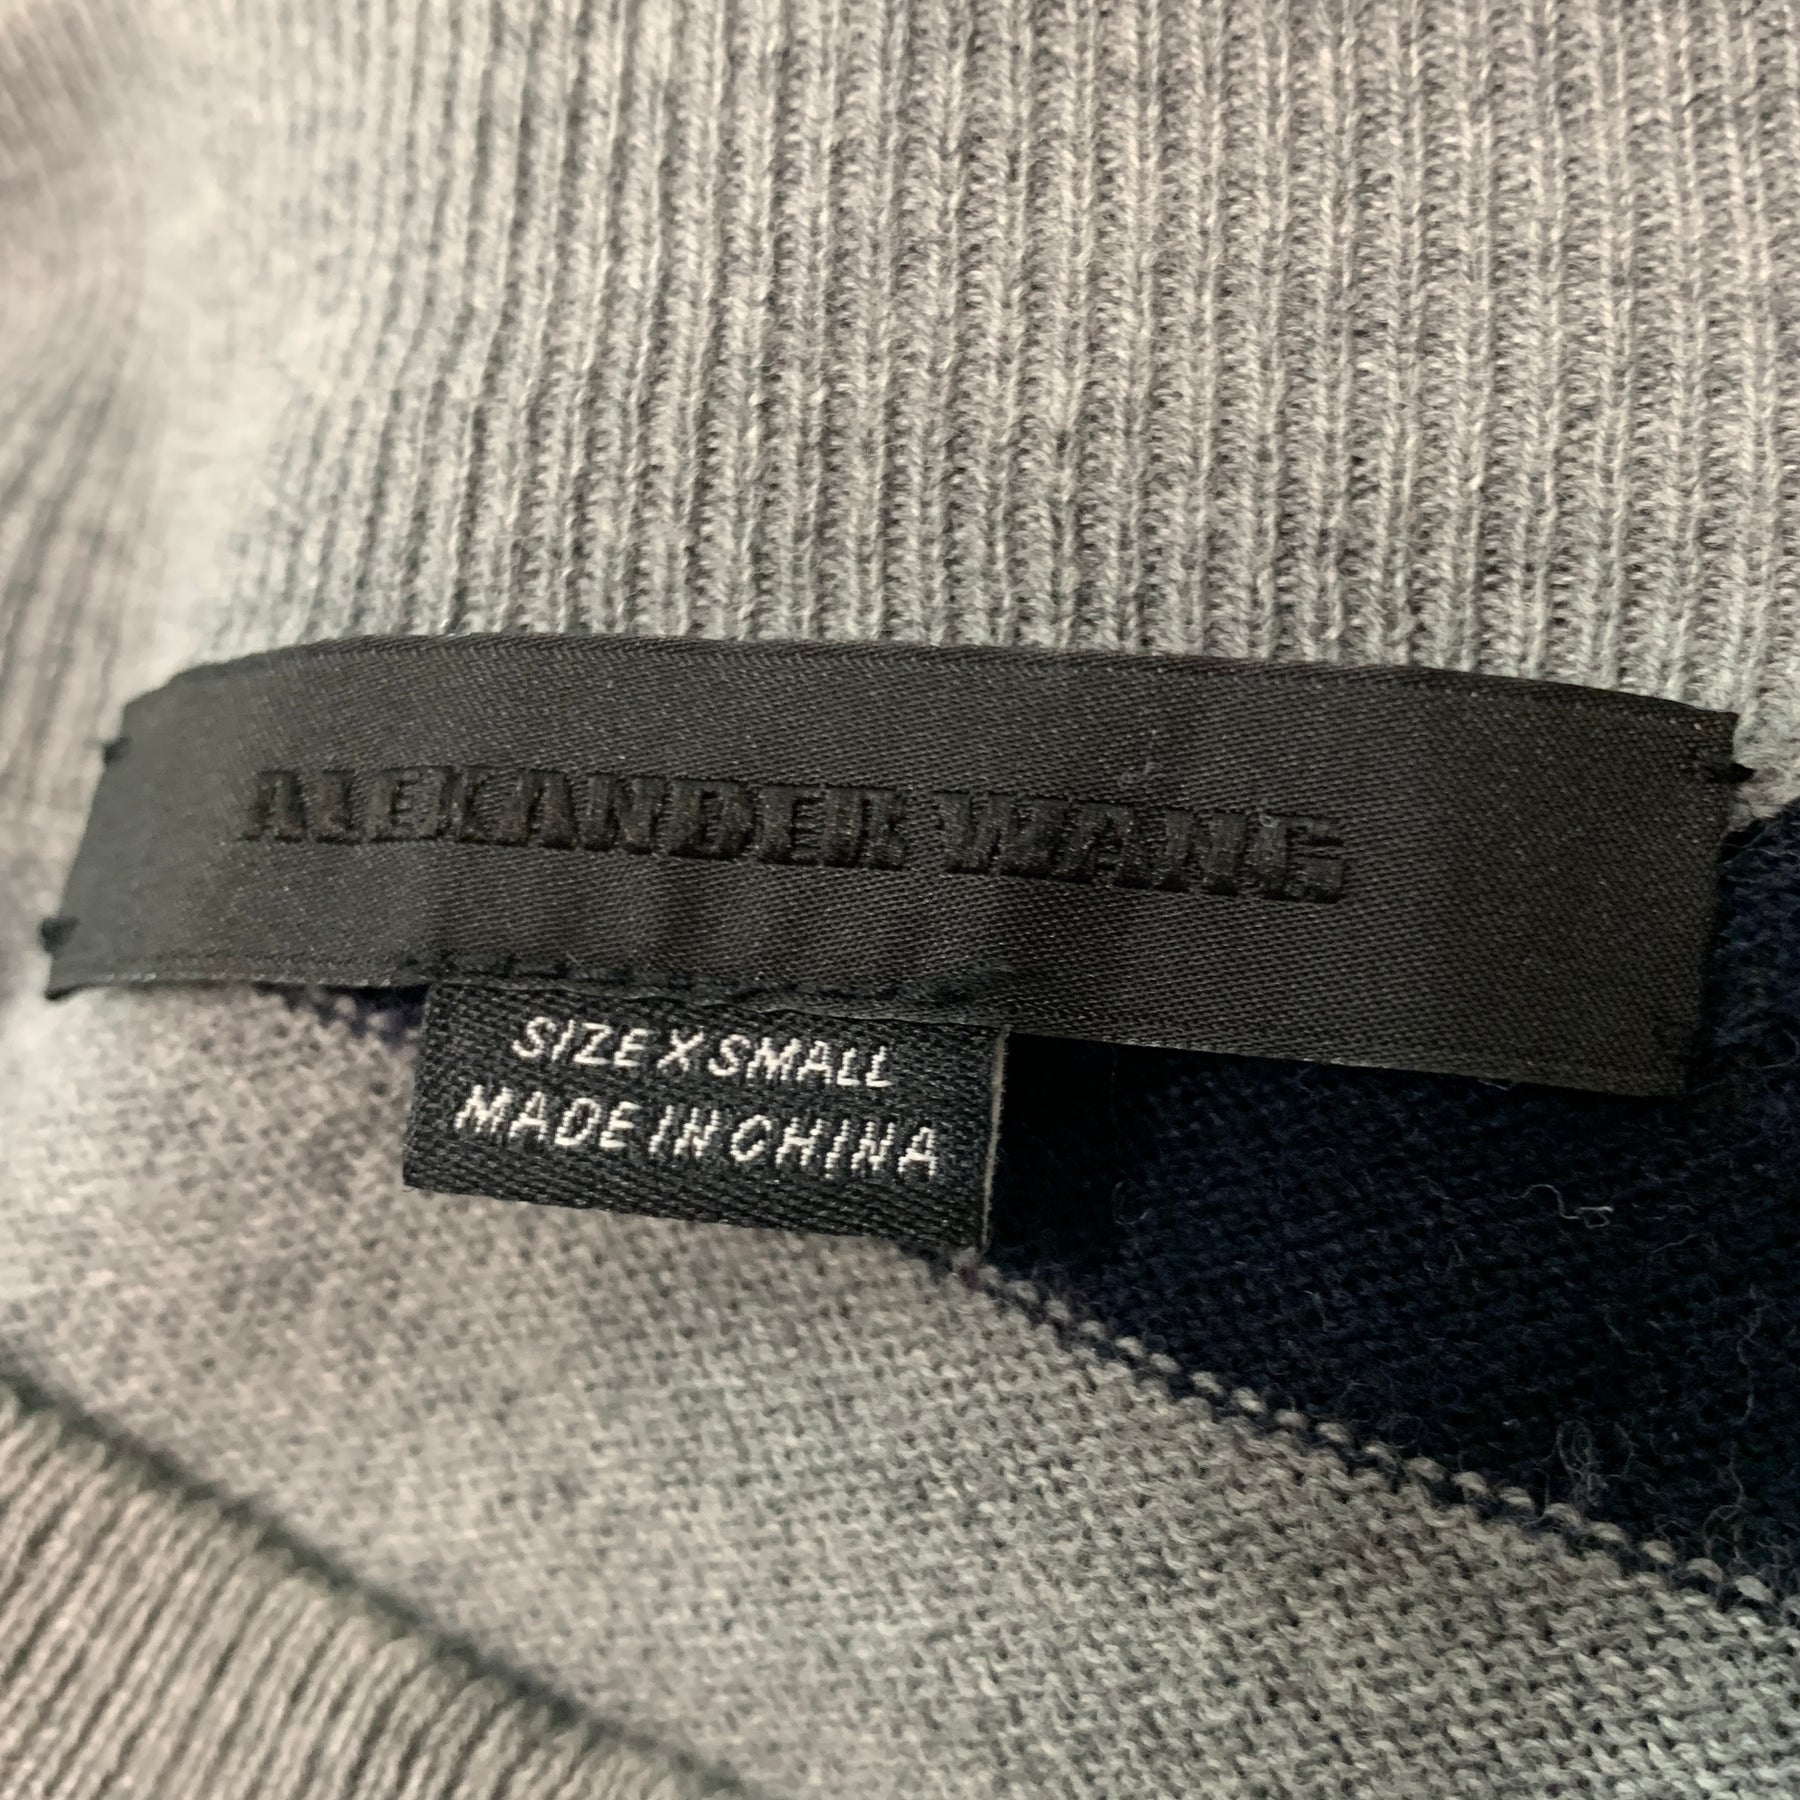 ALEXANDER WANG
SIZE X SMALL
MADE IN CHINA